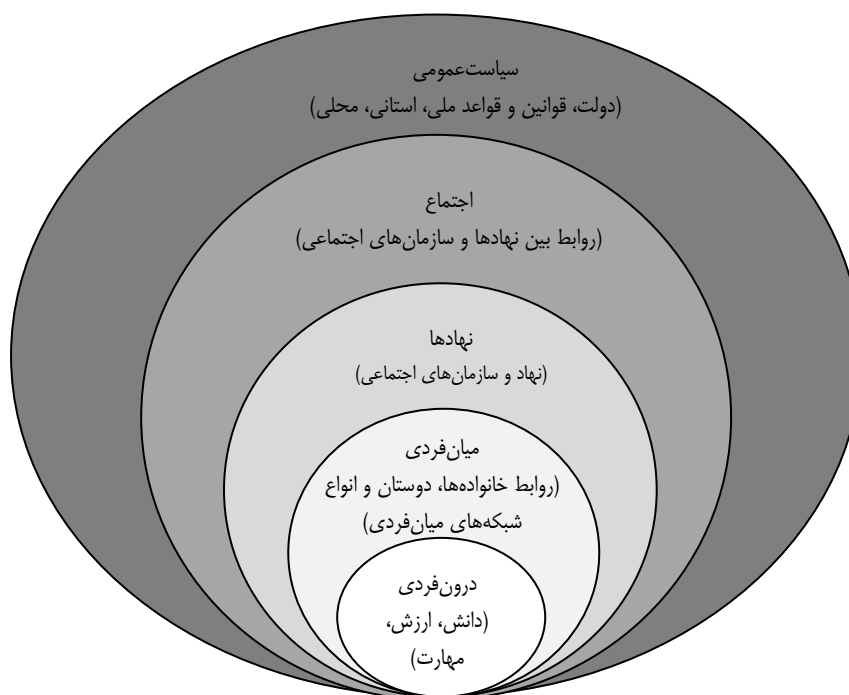 سیاست‌عمومی
(دولت، قوانین و قواعد ملی، استانی، محلی)
اجتماع
(روابط بین نهادها و سازمان‌های اجتماعی)
نهادها
(نهاد و سازمان‌های اجتماعی)
میان‌فردی
(روابط خانواده‌ها، دوستان و انواع
شبکه‌های میان‌فردی)
درون‌فردی
(دانش، ارزش،
مهارت)